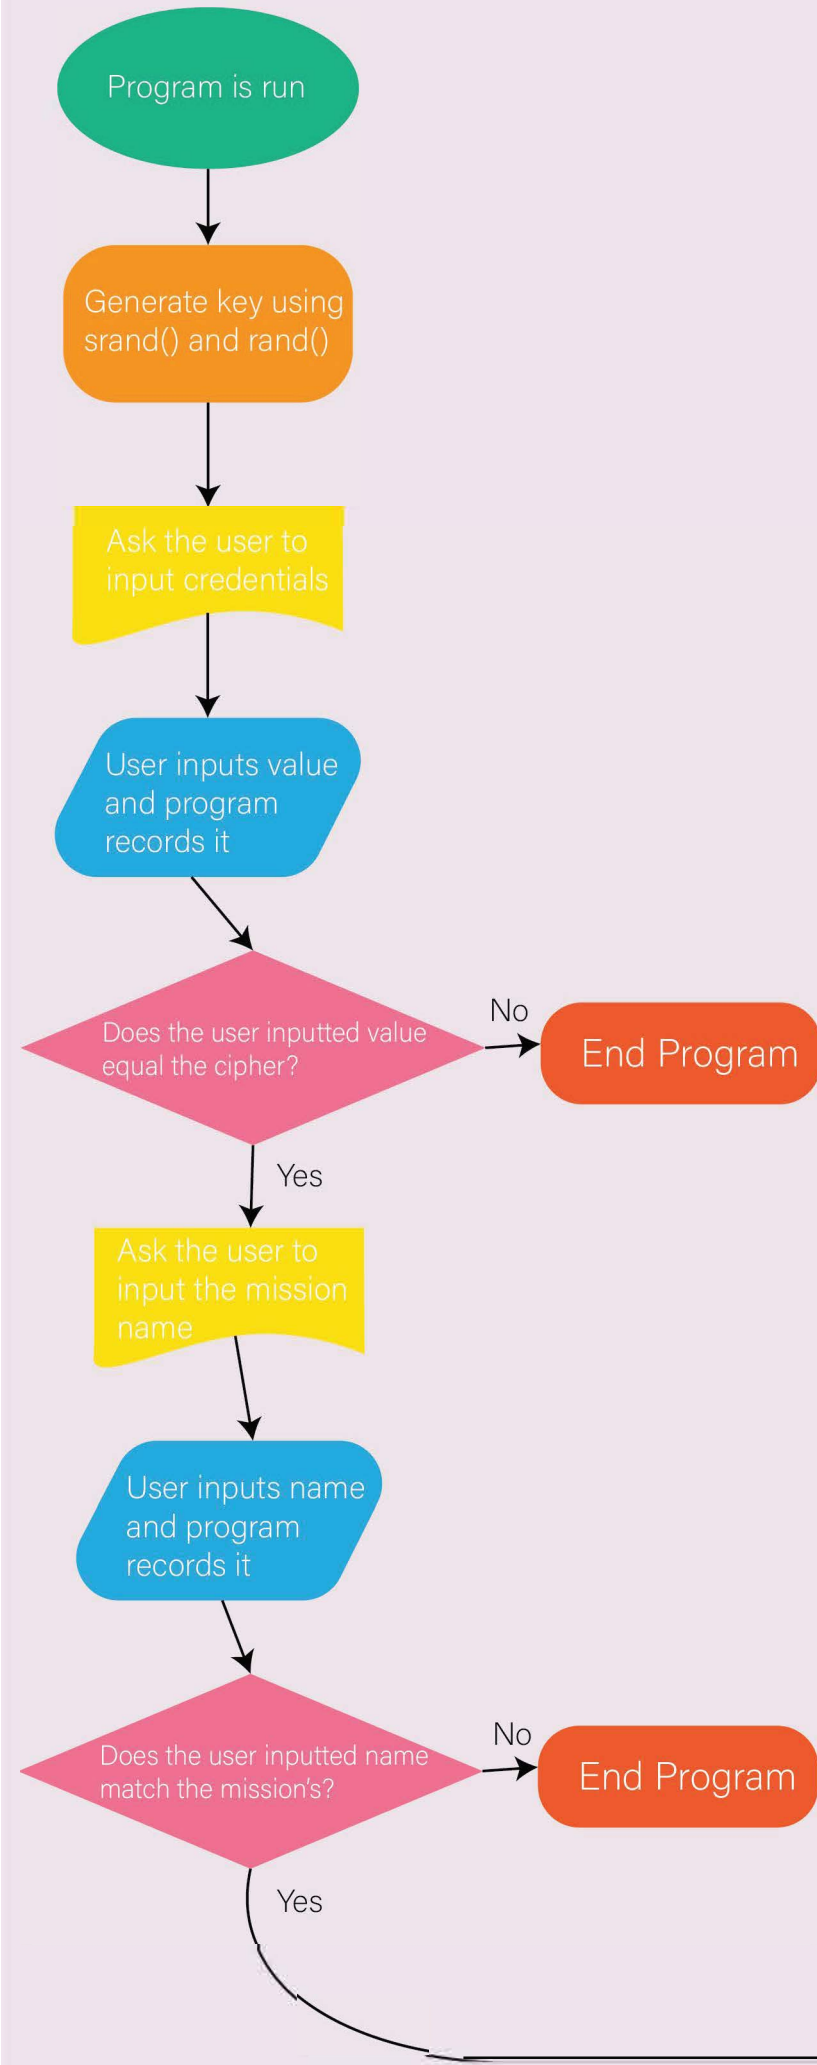 Program is run
Generate key using
srand() and rand()
Ask the user to
input credentials
User inputs value
and program
records it
Does the user inputted value
equal the cipher?
No
End Program
Yes
Ask the user to
input the mission
name
User inputs name
and program
records it
Does the user inputted name
match the mission's?
No
End Program
Yes